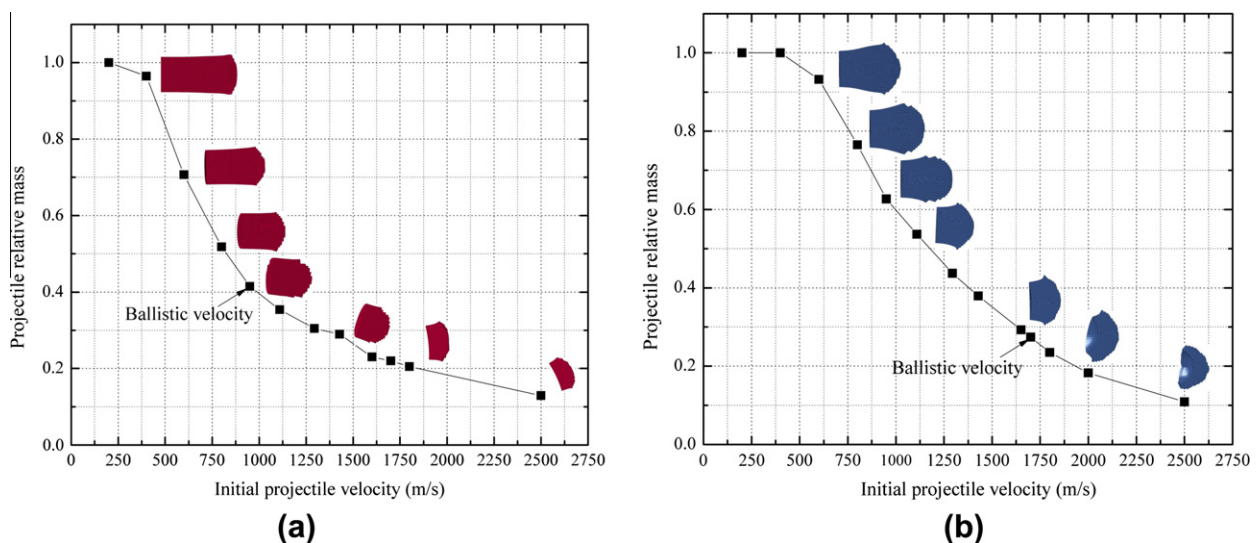 1.0
0.8
0.6
0.4
0.2
0.0
Projectile relative mass
Ballistic velocity
0 250 500 750 1000 1250 1500 1750 2000 2250 2500 2750
Initial projectile velocity (m/s)
(a)
1.0
0.8
0.6
0.4
0.2
0.0
Projectile relative mass
Ballistic velocity
0 250 500 750 1000 1250 1500 1750 2000 2250 2500 2750
Initial projectile velocity (m/s)
(b)